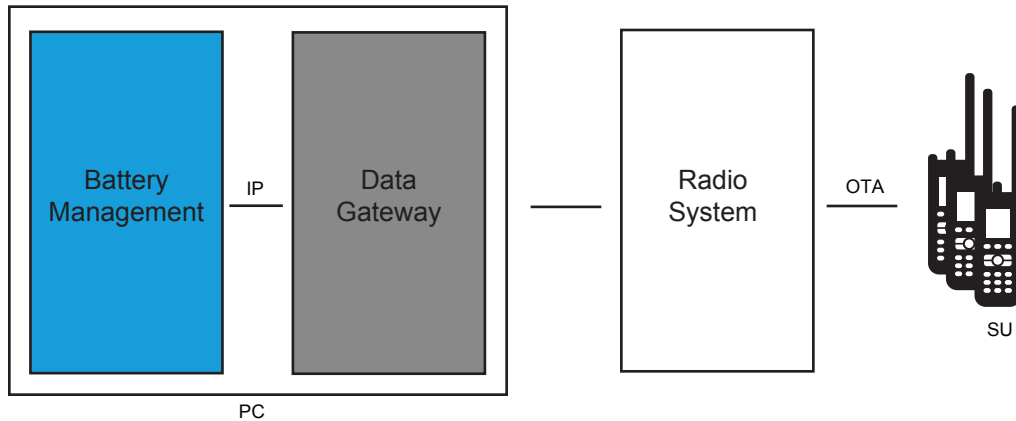 Battery
Management
IP
Data
Gateway
Radio
System
OTA
SU
PC